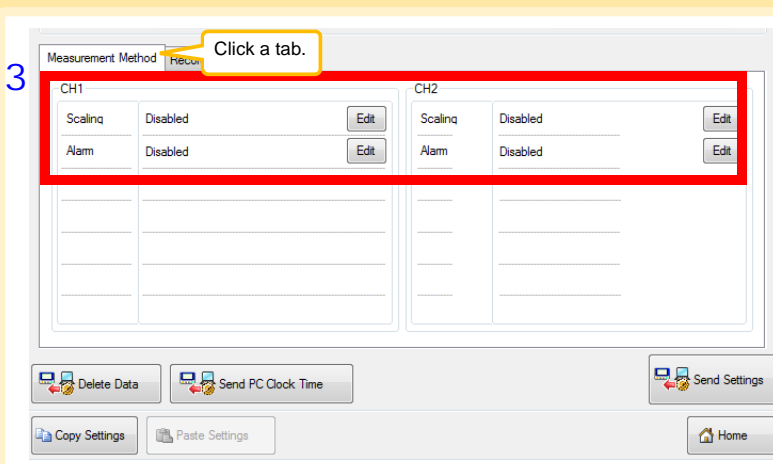 Click a tab.
Measurement Method
3
CH1 CH2
Scaling Disabled Edit Scaling Disabled Edit
Alarm Disabled Edit Alarm Disabled Edit
Delete Data Send PC Clock Time Send Settings
Copy Settings Paste Settings Home